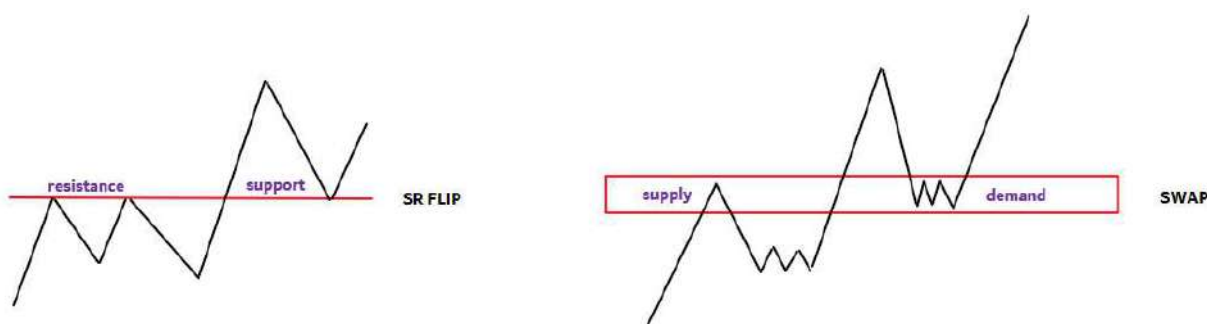 resistance
support
SR FLIP
supply
demand
SWAP